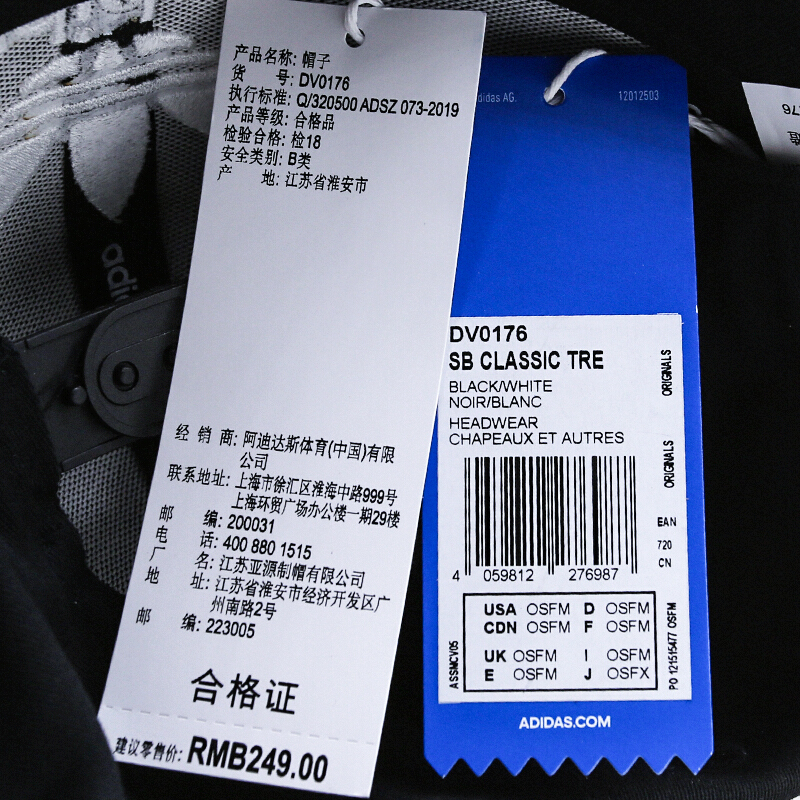 产品名称: 帽子
货 号: DV0176
执行标准: Q/320500 ADSZ 073-2019
产品等级: 合格品
检验合格: 检18
安全类别: B类
产 地: 江苏省淮安市
经 销 商: 阿迪达斯体育(中国)有限
公司
联系地址: 上海市徐汇区淮海中路999号
上海环贸广场办公楼一期29楼
邮 编: 200031
电 话: 400 880 1515
厂 名: 江苏亚源制帽有限公司
地 址: 江苏省淮安市经济开发区广
州南路2号
邮 编: 223005
合格证
建议零售价: RMB249.00
adidas AG.
12012503
DV0176
SB CLASSIC TRE
BLACK/WHITE
NOIR/BLANC
HEADWEAR
CHAPEAUX ET AUTRES
ORIGINALS
ORIGINALS
EAN
720
CN
4 059812 276987
USA OSFM D OSFM
CDN OSFM F OSFM
UK OSFM I OSFM
E OSFM J OSFX
ASSMCV05
PO 121515477 OSFM
ADIDAS.COM
adid